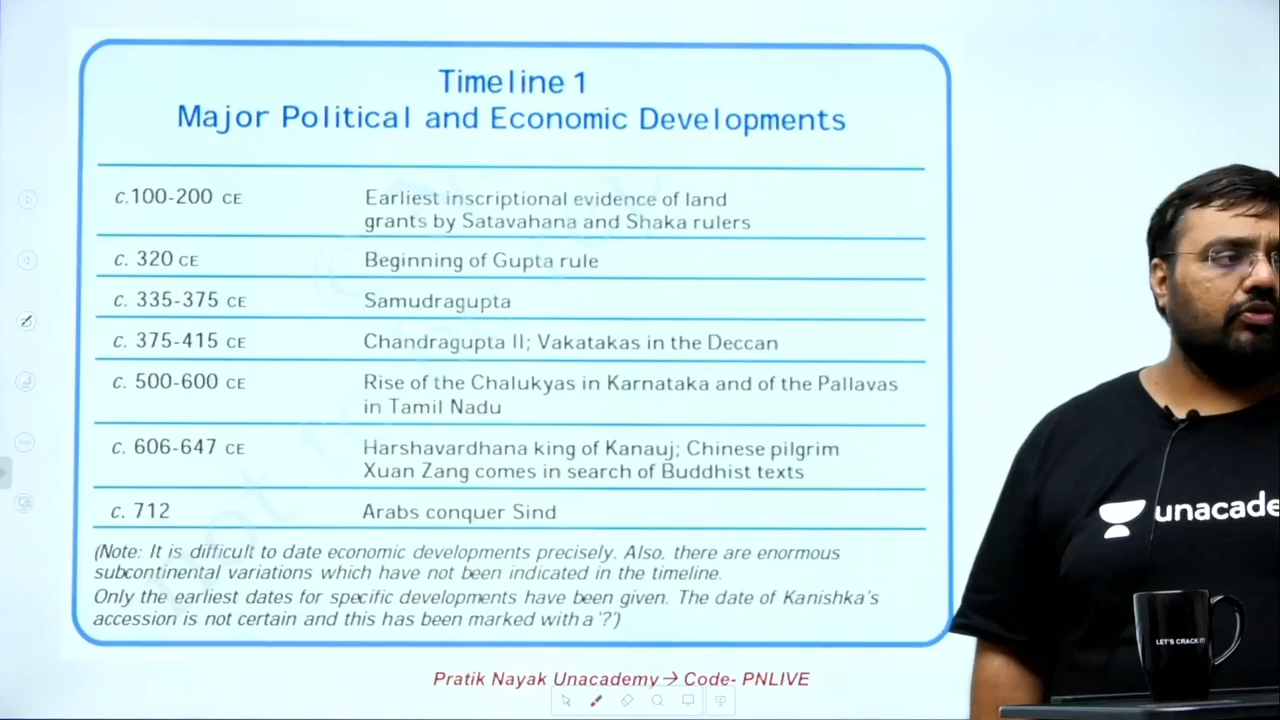 Timeline 1
Major Political and Economic Developments
c.100-200 CE
Earliest inscriptional evidence of land
grants by Satavahana and Shaka rulers
c. 320 CE
Beginning of Gupta rule
c. 335-375 CE
Samudragupta
c. 375-415 CE
Chandragupta II; Vakatakas in the Deccan
c. 500-600 CE
Rise of the Chalukyas in Karnataka and of the Pallavas
in Tamil Nadu
c. 606-647 CE
Harshavardhana king of Kanauj; Chinese pilgrim
Xuan Zang comes in search of Buddhist texts
c. 712
Arabs conquer Sind
(Note: It is difficult to date economic developments precisely. Also, there are enormous
subcontinental variations which have not been indicated in the timeline.
Only the earliest dates for specific developments have been given. The date of Kanishka's
accession is not certain and this has been marked with a '?')
Pratik Nayak Unacademy → Code- PNLIVE
unacade
LET'S CRACK IT!